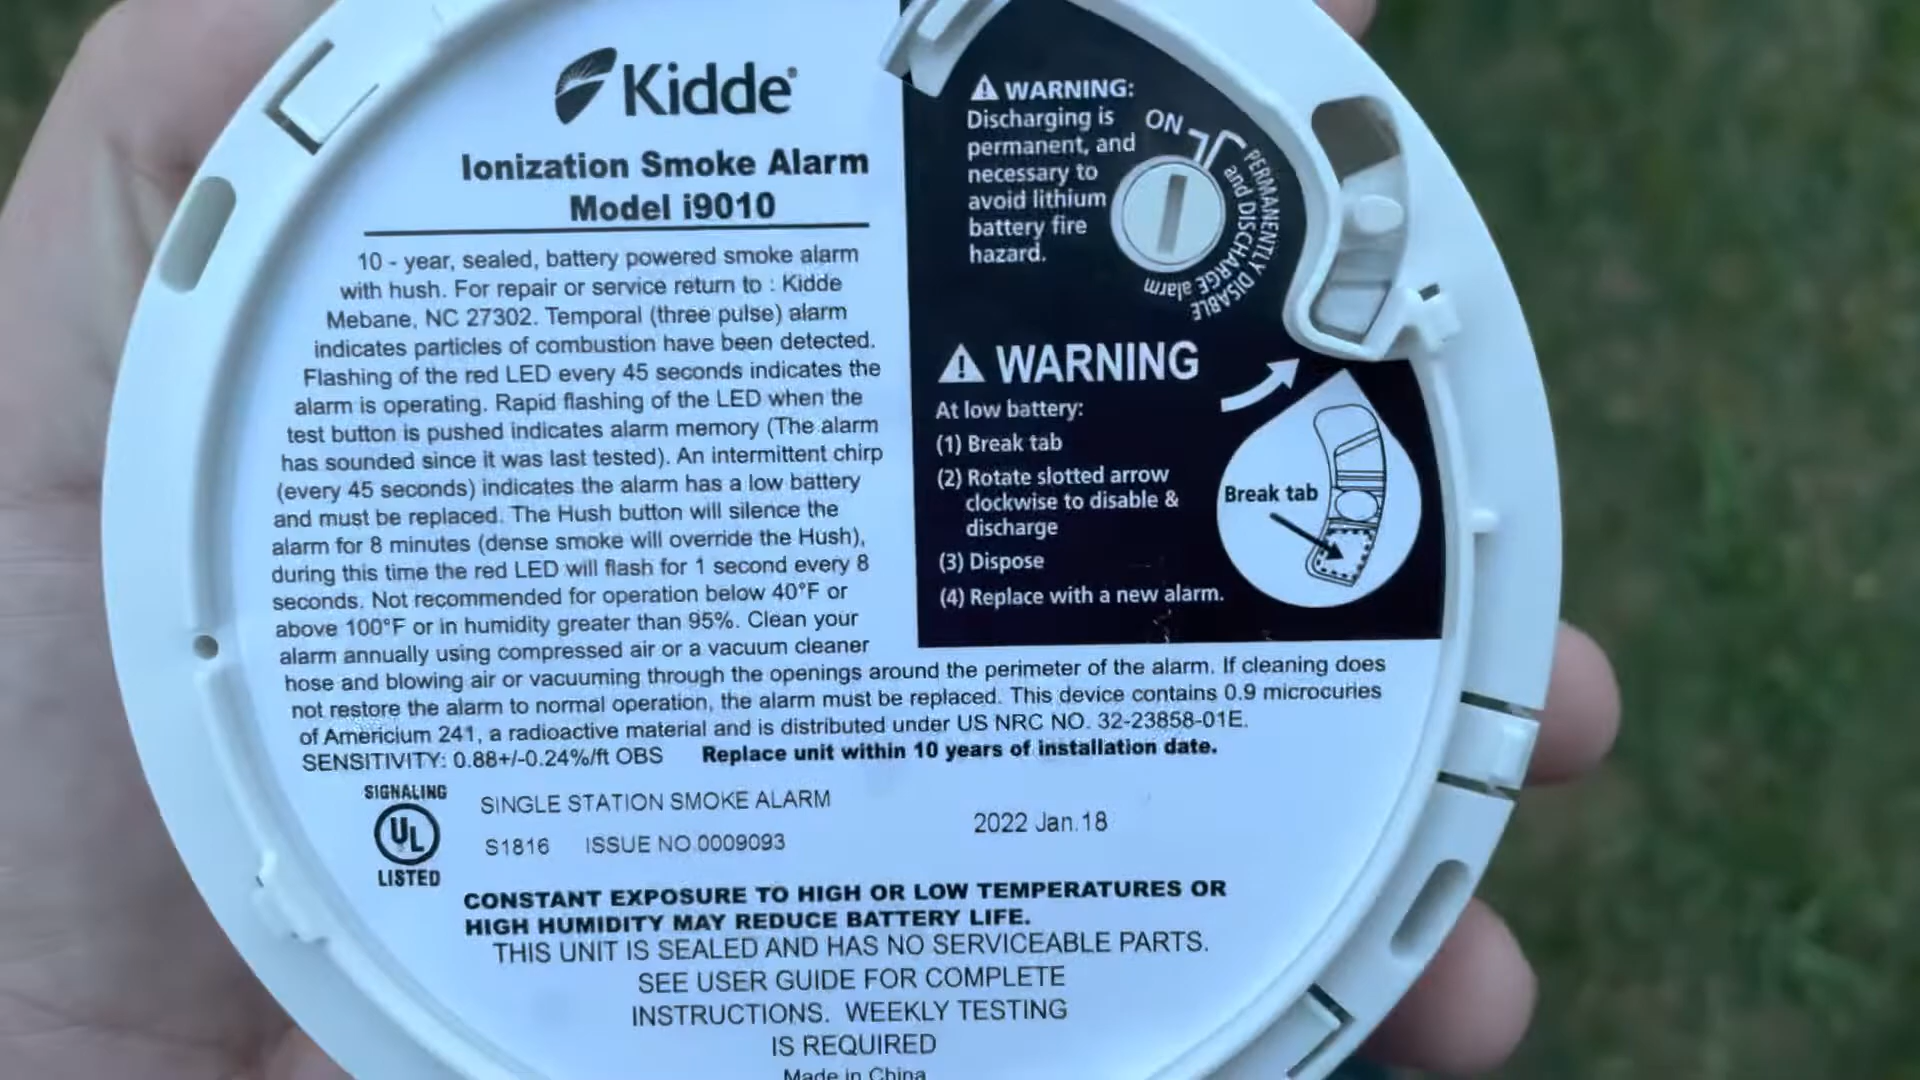 Kidde
Ionization Smoke Alarm
Model i9010
10 - year, sealed, battery powered smoke alarm
with hush. For repair or service return to : Kidde
Mebane, NC 27302. Temporal (three pulse) alarm
indicates particles of combustion have been detected.
Flashing of the red LED every 45 seconds indicates the
alarm is operating. Rapid flashing of the LED when the
test button is pushed indicates alarm memory (The alarm
has sounded since it was last tested). An intermittent chirp
(every 45 seconds) indicates the alarm has a low battery
and must be replaced. The Hush button will silence the
alarm for 8 minutes (dense smoke will override the Hush),
during this time the red LED will flash for 1 second every 8
seconds. Not recommended for operation below 40°F or
above 100°F or in humidity greater than 95%. Clean your
alarm annually using compressed air or a vacuum cleaner
hose and blowing air or vacuuming through the openings around the perimeter of the alarm. If cleaning does
not restore the alarm to normal operation, the alarm must be replaced. This device contains 0.9 microcuries
of Americium 241, a radioactive material and is distributed under US NRC NO. 32-23858-01E.
SENSITIVITY: 0.88+/-0.24%/ft OBS Replace unit within 10 years of installation date.
WARNING:
Discharging is
permanent, and
necessary to
avoid lithium
battery fire
hazard.
ON
PERMANENTLY DISABLE
and DISCHARGE alarm
WARNING
At low battery:
(1) Break tab
(2) Rotate slotted arrow
clockwise to disable &
discharge
(3) Dispose
(4) Replace with a new alarm.
Break tab
SIGNALING
UL
LISTED
SINGLE STATION SMOKE ALARM
S1816 ISSUE NO.0009093
2022 Jan.18
CONSTANT EXPOSURE TO HIGH OR LOW TEMPERATURES OR
HIGH HUMIDITY MAY REDUCE BATTERY LIFE.
THIS UNIT IS SEALED AND HAS NO SERVICEABLE PARTS.
SEE USER GUIDE FOR COMPLETE
INSTRUCTIONS. WEEKLY TESTING
IS REQUIRED
Made in China